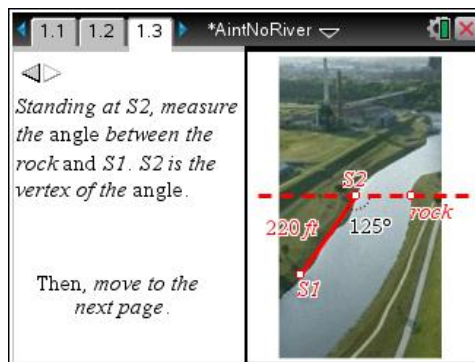 1.1 1.2 1.3 *AintNoRiver
Standing at S2, measure
the angle between the
rock and S1. S2 is the
vertex of the angle.
Then, move to the
next page.
S2
rock
220 ft
125°
S1